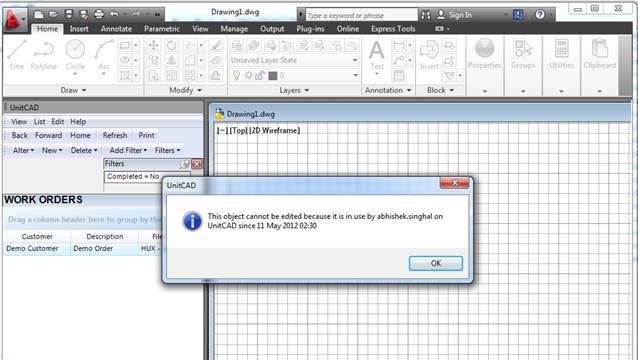 Drawing1.dwg
Type a keyword or phrase
Sign In
Home Insert Annotate Parametric View Manage Output Plug-ins Online Express Tools
Line Polyline Circle Arc
Unsaved Layer State
0
Text
Insert
Properties
Groups
Utilities
Clipboard
Draw Modify Layers Annotation Block
UnitCAD
View List Edit Help
Back Forward Home Refresh Print
Alter New Delete Add Filter Filters
Filters
Completed = No
WORK ORDERS
Drag a column header here to group by tha
Customer Description File
Demo Customer Demo Order HUX -
Drawing1.dwg
[−] [Top] [2D Wireframe]
UnitCAD
This object cannot be edited because it is in use by abhishek.singhal on
UnitCAD since 11 May 2012 02:30
OK